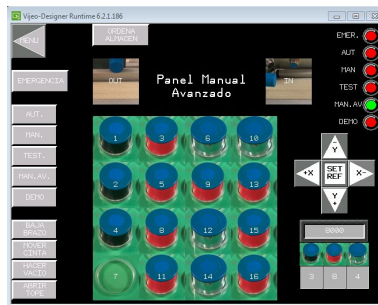 Vijeo-Designer Runtime 6.2.1.186
MENU
ORDENA
ALMACEN
EMER.
AUT
MAN
TEST
MAN.AV
DEMO
EMERGENCIA
OUT
Panel Manual
Avanzado
IN
AUT.
MAN.
TEST.
MAN.AV.
DEMO
BAJAR
BRAZO
MOVER
CINTA
HACER
VACIO
ABRIR
TOPE
1 3 6 10
2 5 9 13
4 8 12 15
7 11 14 16
-
Y
+X SET
REF X-
Y
+
0000
3 8 4